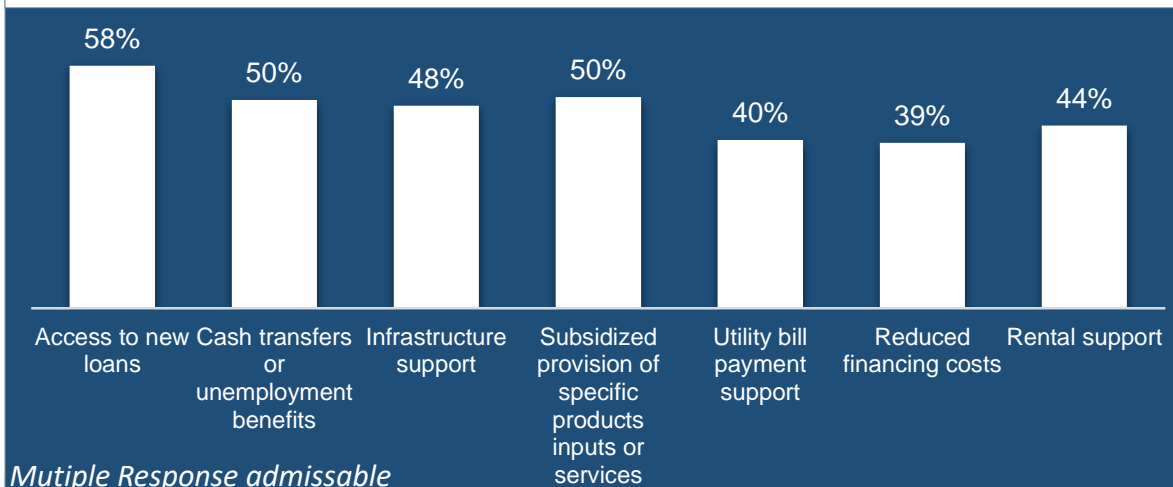 58%
50%
48%
50%
40%
39%
44%
Access to new
loans
Cash transfers
or
unemployment
benefits
Infrastructure
support
Subsidized
provision of
specific
products
inputs or
services
Utility bill
payment
support
Reduced
financing costs
Rental support
Mutiple Response admissable